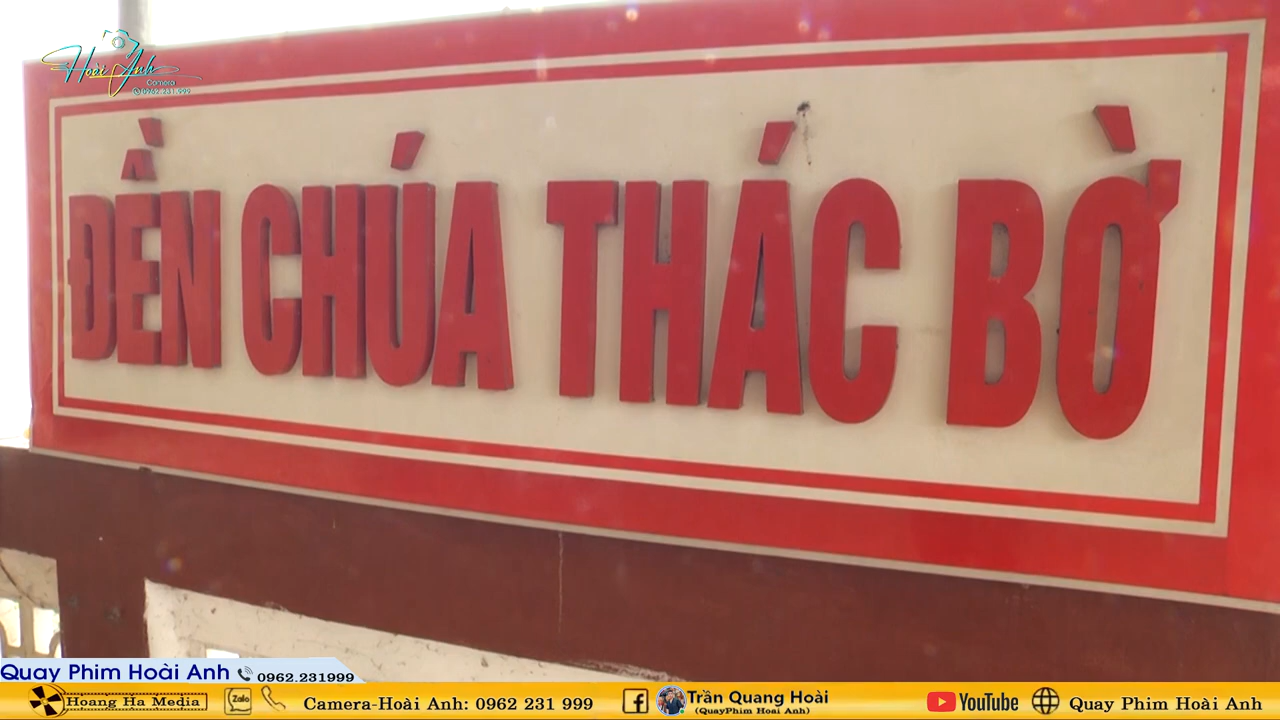 Hoài Anh
Camera
0962.231.999
ĐỀN CHÚA THÁC BỜ
Quay Phim Hoài Anh 0962.231999
Hoang Ha Media Zalo Camera-Hoài Anh: 0962 231 999 Trần Quang Hoài YouTube Quay Phim Hoài Anh
(QuayPhim Hoai Anh)